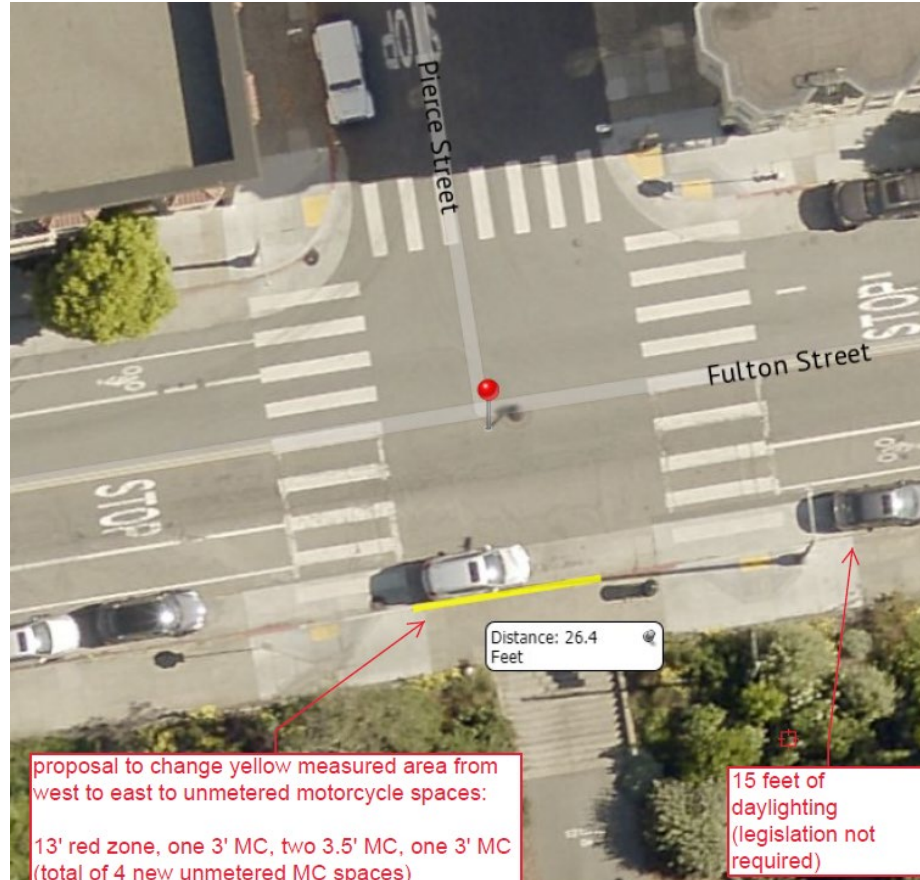 STOP
Pierce Street
STOP
Fulton Street
STOP
Distance: 26.4
Feet
proposal to change yellow measured area from
west to east to unmetered motorcycle spaces:
13' red zone, one 3' MC, two 3.5' MC, one 3' MC
(total of 4 new unmetered MC spaces)
15 feet of
daylighting
(legislation not
required)